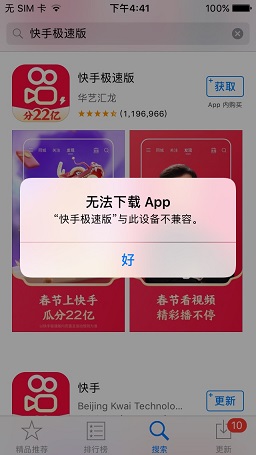 无 SIM 卡
下午4:41
100%
快手极速版
快手极速版
华艺汇龙
(1,196,966)
获取
App 内购买
分22亿
无法下载 App
“快手极速版”与此设备不兼容。
好
春节上快手
瓜分22亿
春节看视频
精彩播不停
快手
Beijing Kwai Technolo...
更新
精品推荐
排行榜
搜索
更新
10